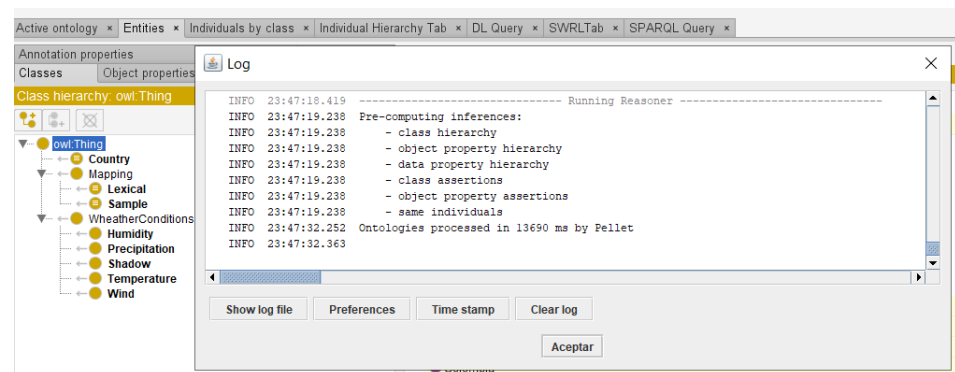 Active ontology × Entities × Individuals by class × Individual Hierarchy Tab × DL Query × SWRLTab × SPARQL Query ×
Annotation properties
Classes Object properties
Class hierarchy: owl:Thing
owl:Thing
Country
Mapping
Lexical
Sample
WheatherConditions
Humidity
Precipitation
Shadow
Temperature
Wind
Log
INFO 23:47:18.419 ------------------------------- Running Reasoner -------------------------------
INFO 23:47:19.238 Pre-computing inferences:
INFO 23:47:19.238 - class hierarchy
INFO 23:47:19.238 - object property hierarchy
INFO 23:47:19.238 - data property hierarchy
INFO 23:47:19.238 - class assertions
INFO 23:47:19.238 - object property assertions
INFO 23:47:19.238 - same individuals
INFO 23:47:32.252 Ontologies processed in 13690 ms by Pellet
INFO 23:47:32.363
Show log file Preferences Time stamp Clear log
Aceptar